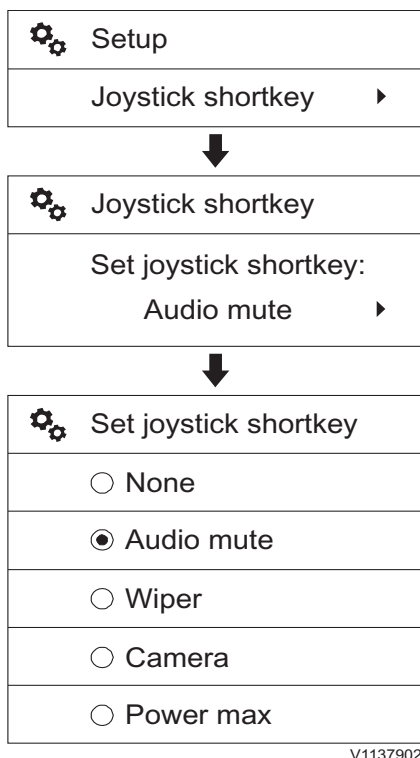 Setup
Joystick shortkey
Joystick shortkey
Set joystick shortkey:
Audio mute
Set joystick shortkey
None
Audio mute
Wiper
Camera
Power max
V1137902